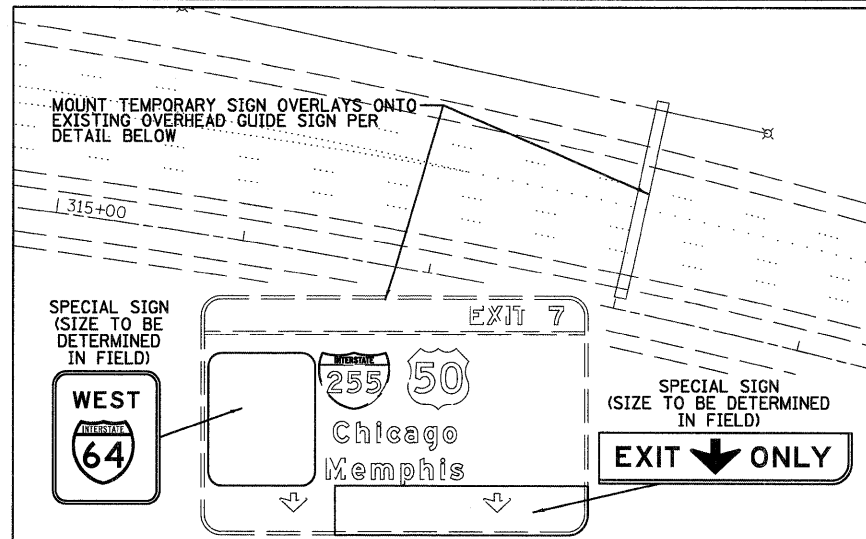 MOUNT TEMPORARY SIGN OVERLAYS ONTO
EXISTING OVERHEAD GUIDE SIGN PER
DETAIL BELOW
315+00
SPECIAL SIGN
(SIZE TO BE
DETERMINED
IN FIELD)
WEST
INTERSTATE
64
EXIT 7
INTERSTATE
255
50
Chicago
Memphis
SPECIAL SIGN
(SIZE TO BE DETERMINED
IN FIELD)
EXIT ONLY